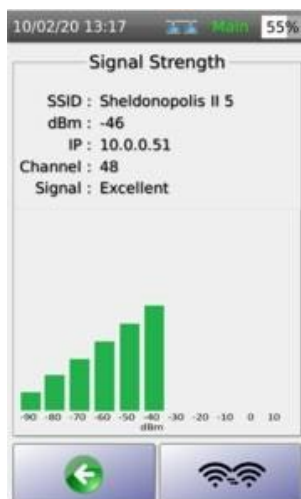 10/02/20 13:17 Main 55%
Signal Strength
SSID : Sheldonopolis II 5
dBm : -46
IP : 10.0.0.51
Channel : 48
Signal : Excellent
-90 -80 -70 -60 -50 -40 -30 -20 -10 0 10
dBm